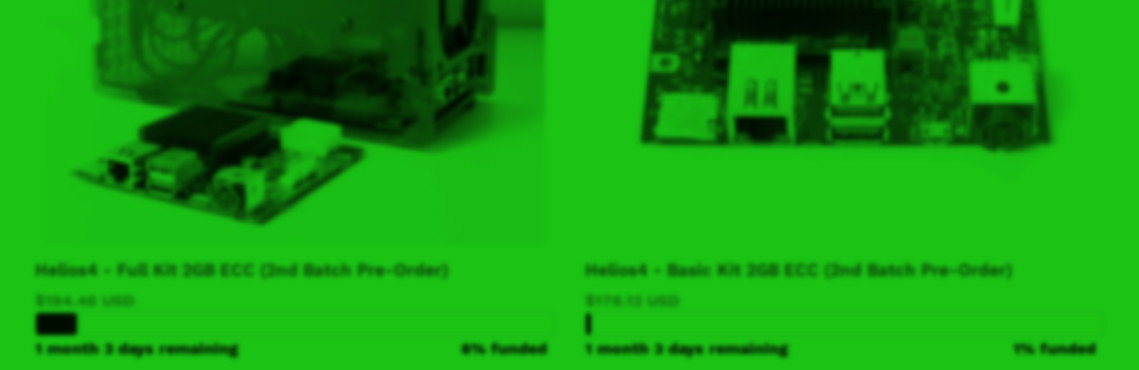 Helios4 - Full Kit 2GB ECC (2nd Batch Pre-Order)
$194.46 USD
1 month 3 days remaining 8% funded
Helios4 - Basic Kit 2GB ECC (2nd Batch Pre-Order)
$176.12 USD
1 month 3 days remaining 1% funded